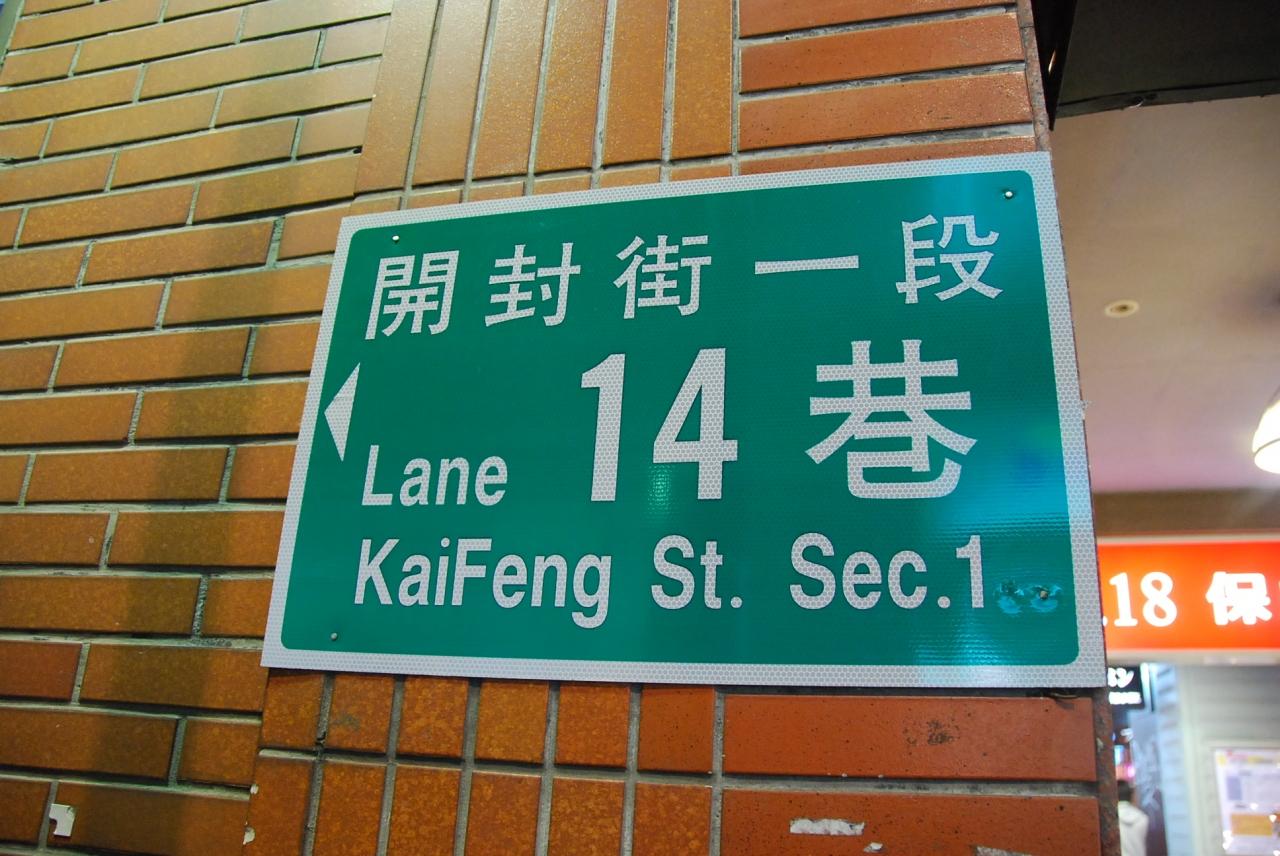 開封街一段
14巷
Lane
KaiFeng St. Sec.1
.18 保